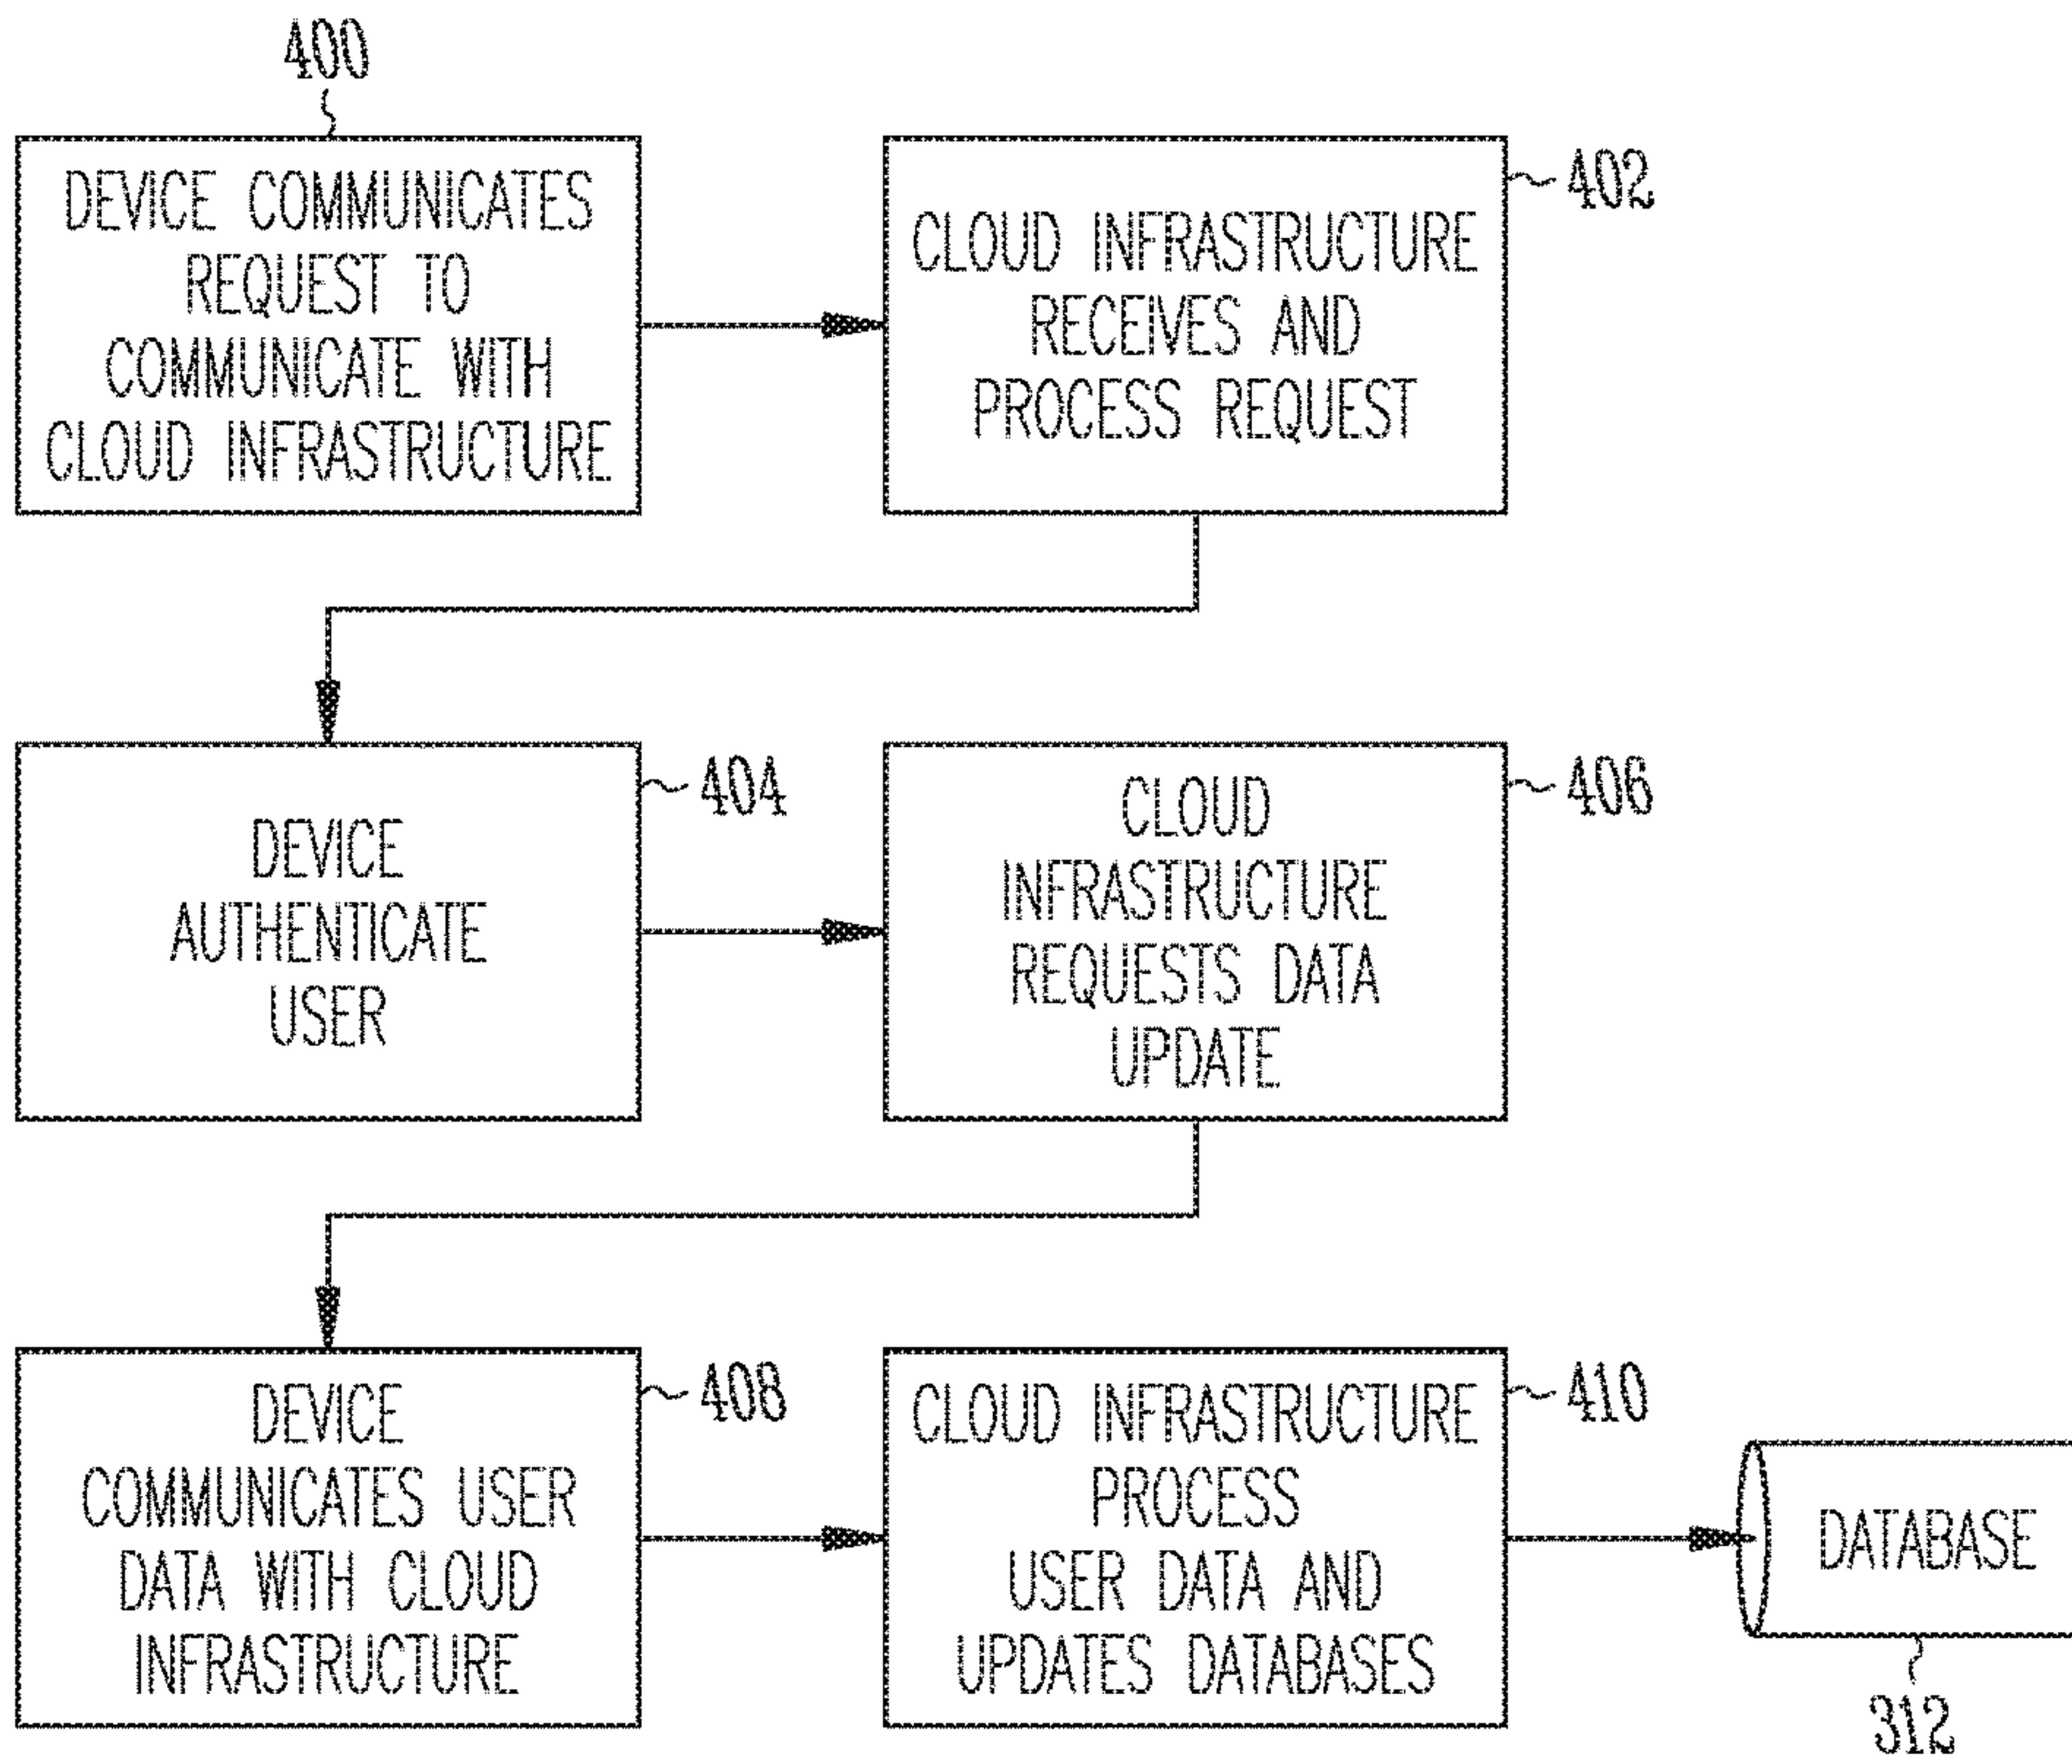 400
DEVICE COMMUNICATES
REQUEST TO
COMMUNICATE WITH
CLOUD INFRASTRUCTURE
402
CLOUD INFRASTRUCTURE
RECEIVES AND
PROCESS REQUEST
404
DEVICE
AUTHENTICATE
USER
406
CLOUD
INFRASTRUCTURE
REQUESTS DATA
UPDATE
408
DEVICE
COMMUNICATES USER
DATA WITH CLOUD
INFRASTRUCTURE
410
CLOUD INFRASTRUCTURE
PROCESS
USER DATA AND
UPDATES DATABASES
DATABASE
312